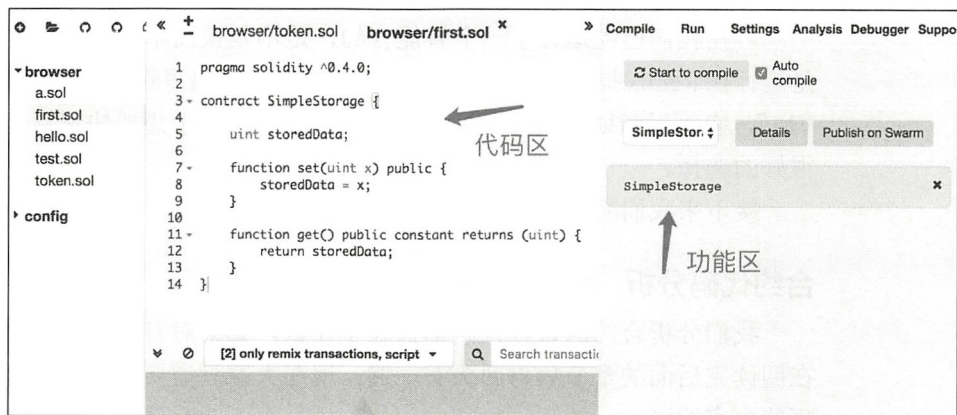 browser/token.sol browser/first.sol
Compile Run Settings Analysis Debugger Suppo
browser
a.sol
first.sol
hello.sol
test.sol
token.sol
config
1 pragma solidity ^0.4.0;
2
3 contract SimpleStorage {
4
5 uint storedData;
6
7 function set(uint x) public {
8 storedData = x;
9 }
10
11 function get() public constant returns (uint) {
12 return storedData;
13 }
14 }
代码区
[2] only remix transactions, script
Search transactio
Start to compile
Auto compile
SimpleStor
Details
Publish on Swarm
SimpleStorage
功能区